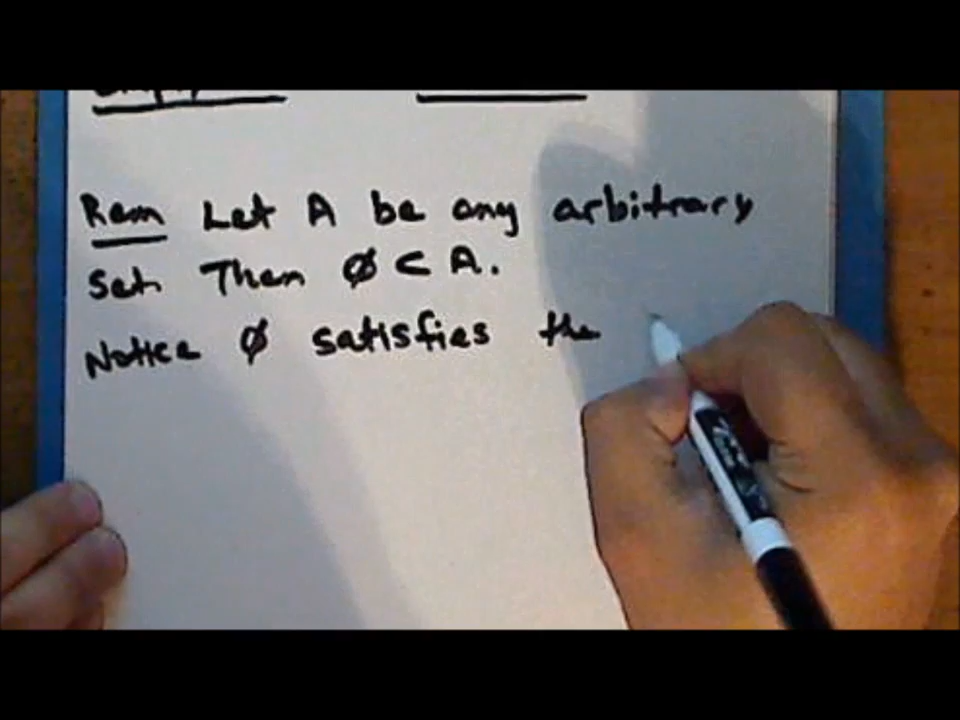 Rem Let A be any arbitrary
Set. Then ∅ ⊂ A.
Notice ∅ satisfies the